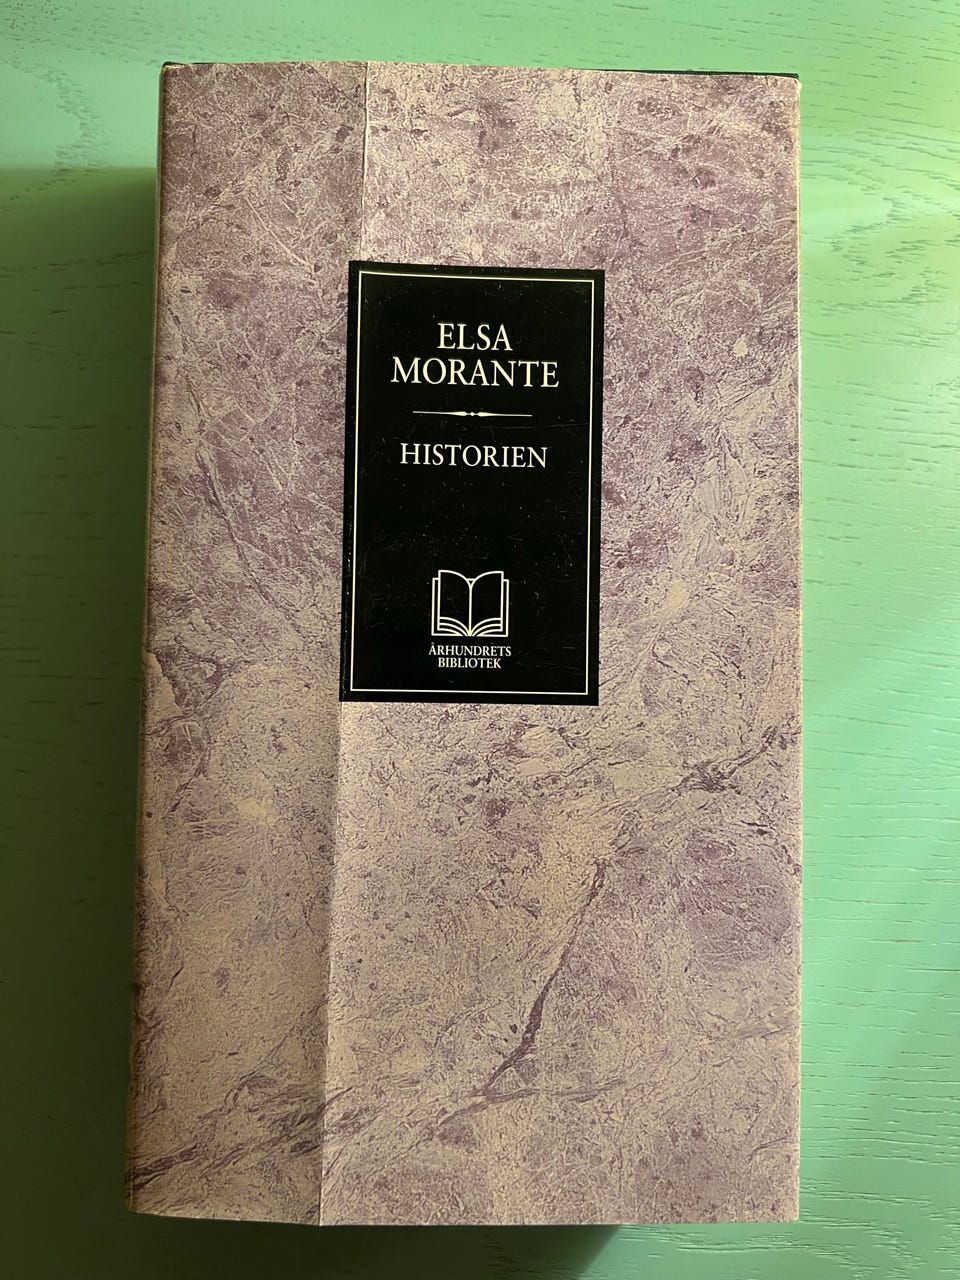 ELSA
MORANTE
HISTORIEN
ÅRHUNDRETS
BIBLIOTEK